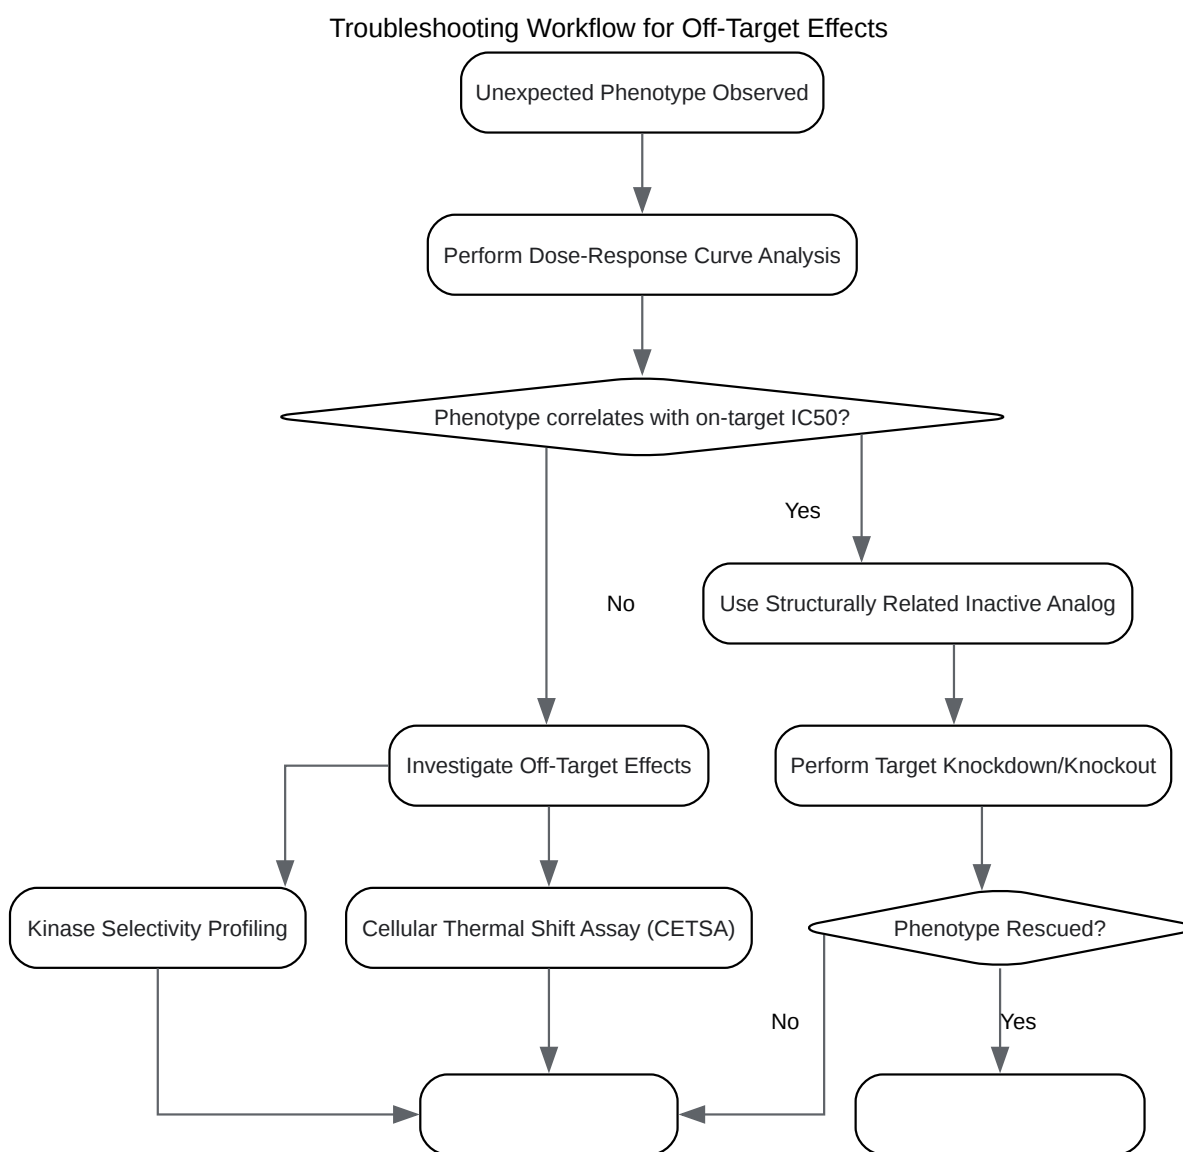 Troubleshooting Workflow for Off-Target Effects
Unexpected Phenotype Observed
Perform Dose-Response Curve Analysis
Phenotype correlates with on-target IC50?
Yes
No
Use Structurally Related Inactive Analog
Investigate Off-Target Effects
Perform Target Knockdown/Knockout
Kinase Selectivity Profiling
Cellular Thermal Shift Assay (CETSA)
Phenotype Rescued?
No
Yes